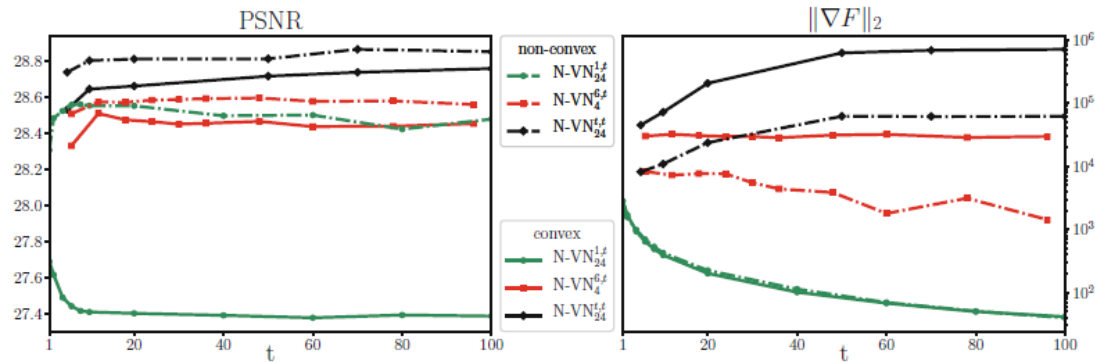 PSNR
28.8
28.6
28.4
28.2
28.0
27.8
27.6
27.4
1 20 40 60 80 100
t
non-convex
N-VN^{1,t}_{24}
N-VN^{6,t}_{4}
N-VN^{t,t}_{24}
convex
N-VN^{1,t}_{24}
N-VN^{6,t}_{4}
N-VN^{t,t}_{24}
‖∇F‖₂
10⁶
10⁵
10⁴
10³
10²
1 20 40 60 80 100
t